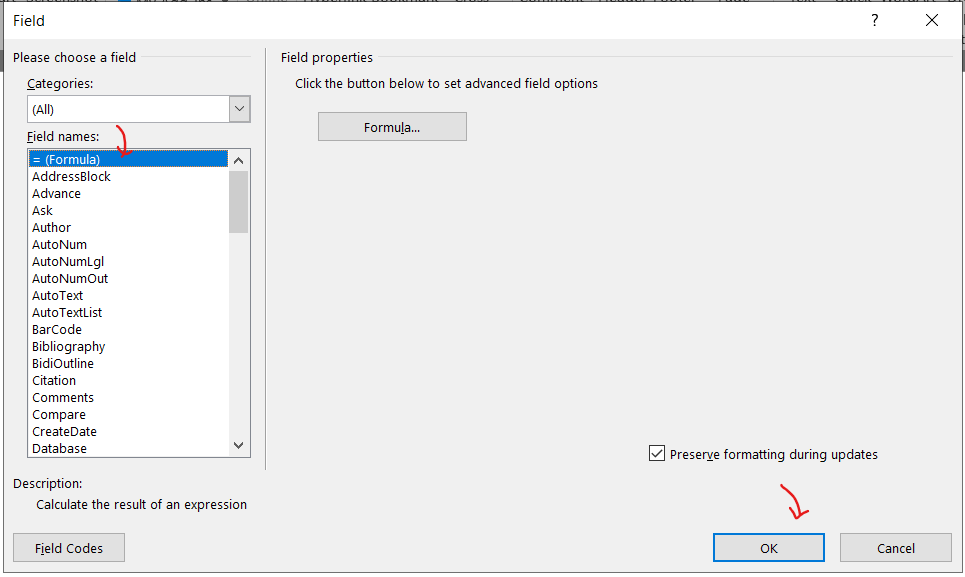 Field
?
Please choose a field
Categories:
(All)
Field names:
= (Formula)
AddressBlock
Advance
Ask
Author
AutoNum
AutoNumLgl
AutoNumOut
AutoText
AutoTextList
BarCode
Bibliography
BidiOutline
Citation
Comments
Compare
CreateDate
Database
Field properties
Click the button below to set advanced field options
Formula...
Preserve formatting during updates
Description:
Calculate the result of an expression
Field Codes
OK
Cancel